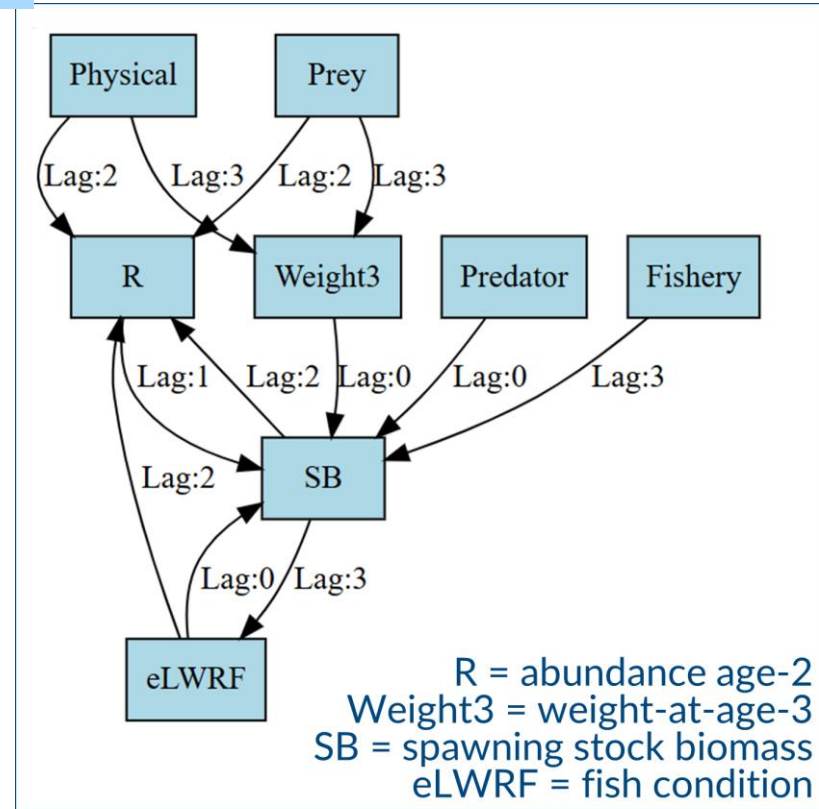 Physical
Prey
Lag:2
Lag:3
Lag:2
Lag:3
R
Weight3
Predator
Fishery
Lag:1
Lag:2
Lag:0
Lag:0
Lag:3
SB
Lag:2
Lag:0
Lag:3
eLWRF
R = abundance age-2
Weight3 = weight-at-age-3
SB = spawning stock biomass
eLWRF = fish condition